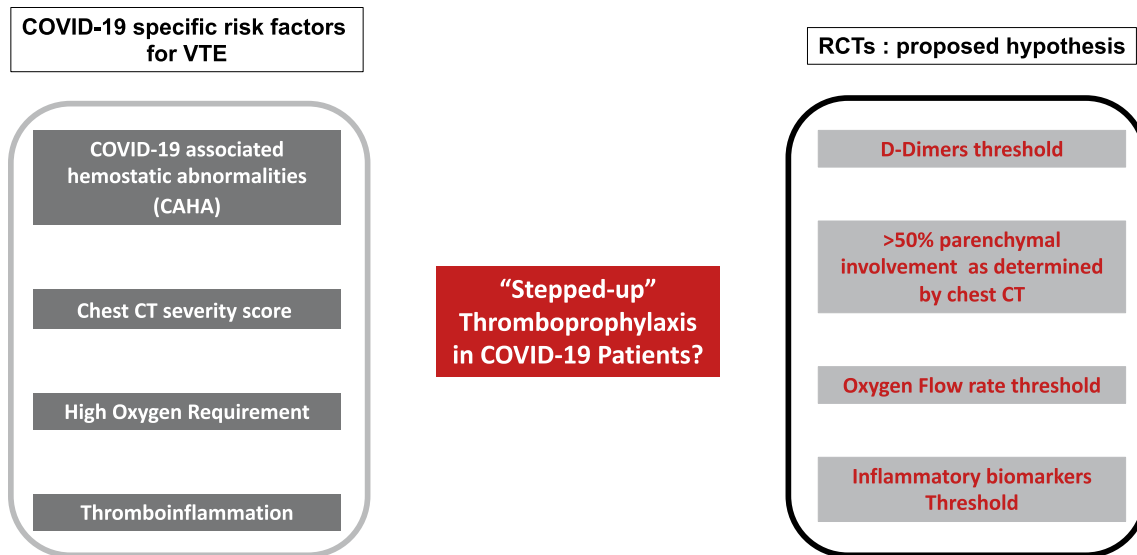 COVID-19 specific risk factors
for VTE
COVID-19 associated
hemostatic abnormalities
(CAHA)
Chest CT severity score
High Oxygen Requirement
Thromboinflammation
“Stepped-up”
Thromboprophylaxis
in COVID-19 Patients?
RCTs : proposed hypothesis
D-Dimers threshold
>50% parenchymal
involvement as determined
by chest CT
Oxygen Flow rate threshold
Inflammatory biomarkers
Threshold